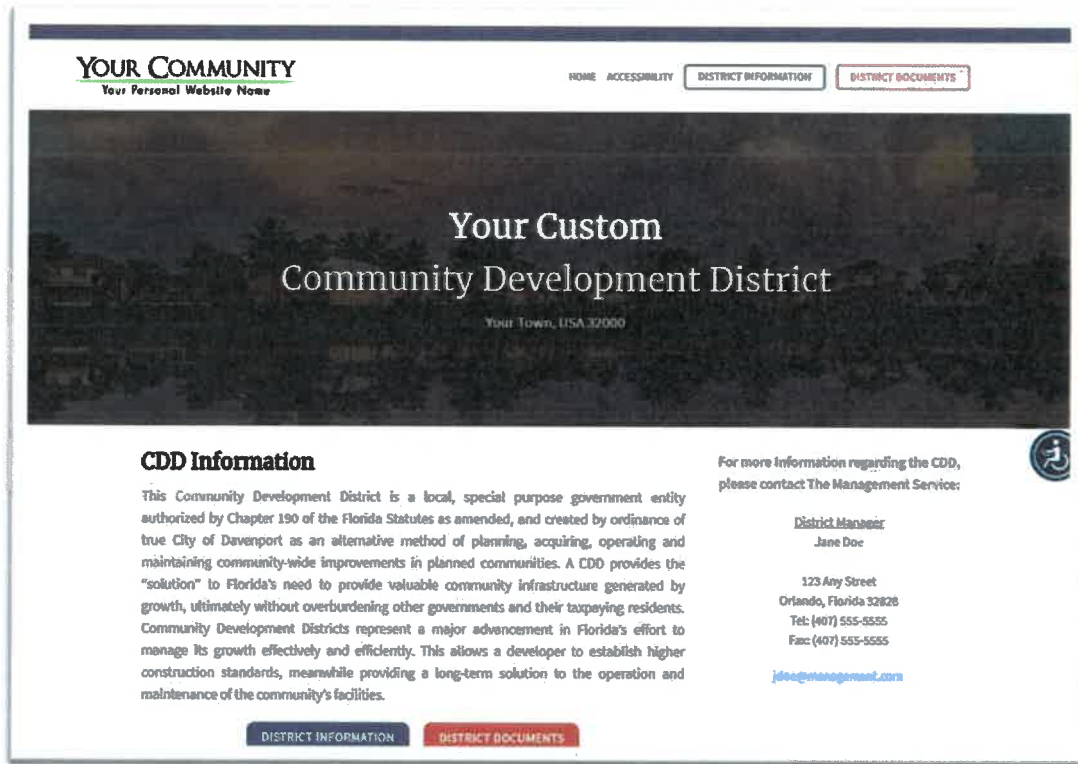 YOUR COMMUNITY
Your Personal Website Name
HOME ACCESSIBILITY DISTRICT INFORMATION DISTRICT DOCUMENTS
Your Custom
Community Development District
Your Town, USA 32000
CDD Information
This Community Development District is a local, special purpose government entity
authorized by Chapter 190 of the Florida Statutes as amended, and created by ordinance of
true City of Davenport as an alternative method of planning, acquiring, operating and
maintaining community-wide improvements in planned communities. A CDD provides the
"solution" to Florida's need to provide valuable community infrastructure generated by
growth, ultimately without overburdening other governments and their taxpaying residents.
Community Development Districts represent a major advancement in Florida's effort to
manage its growth effectively and efficiently. This allows a developer to establish higher
construction standards, meanwhile providing a long-term solution to the operation and
maintenance of the community's facilities.
DISTRICT INFORMATION DISTRICT DOCUMENTS
For more Information regarding the CDD,
please contact The Management Service:
District Manager
Jane Doe
123 Any Street
Orlando, Florida 32828
Tel: (407) 555-5555
Fax: (407) 555-5555
jdoe@management.com